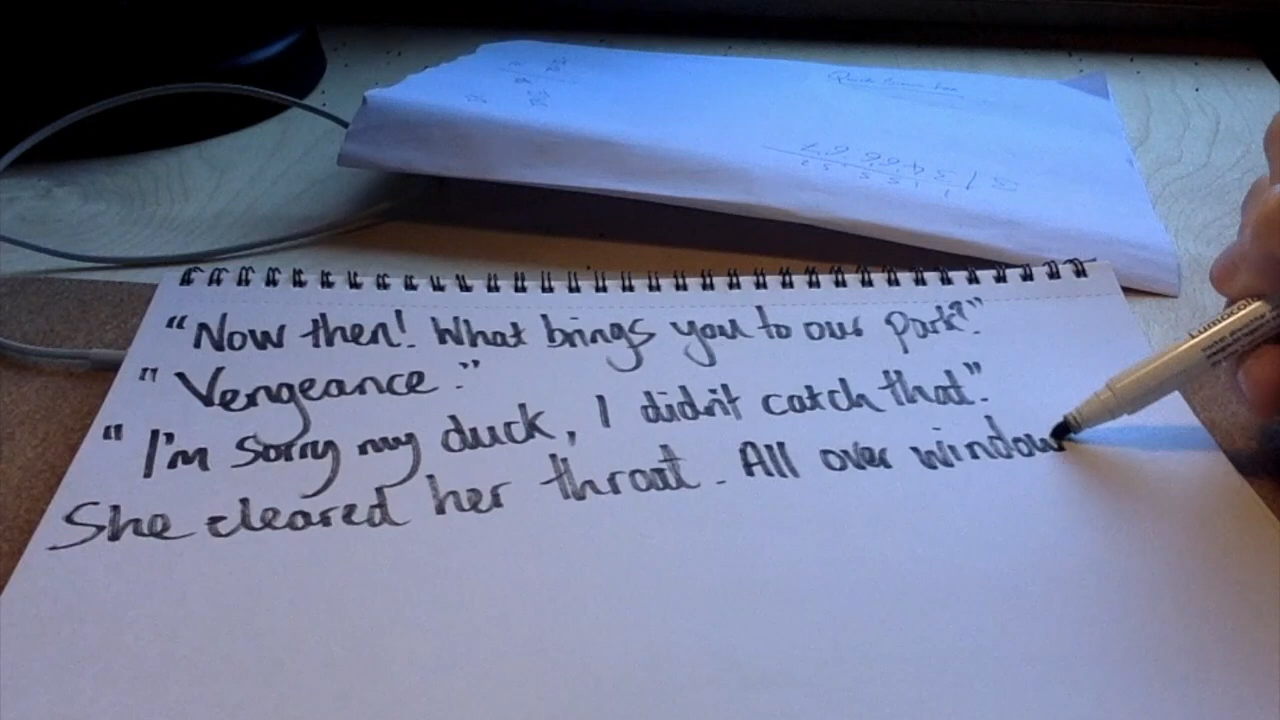 "Now then! What brings you to our park?"
"Vengeance."
"I'm sorry my duck, I didn't catch that".
She cleared her throat. All over window
Lumocolor